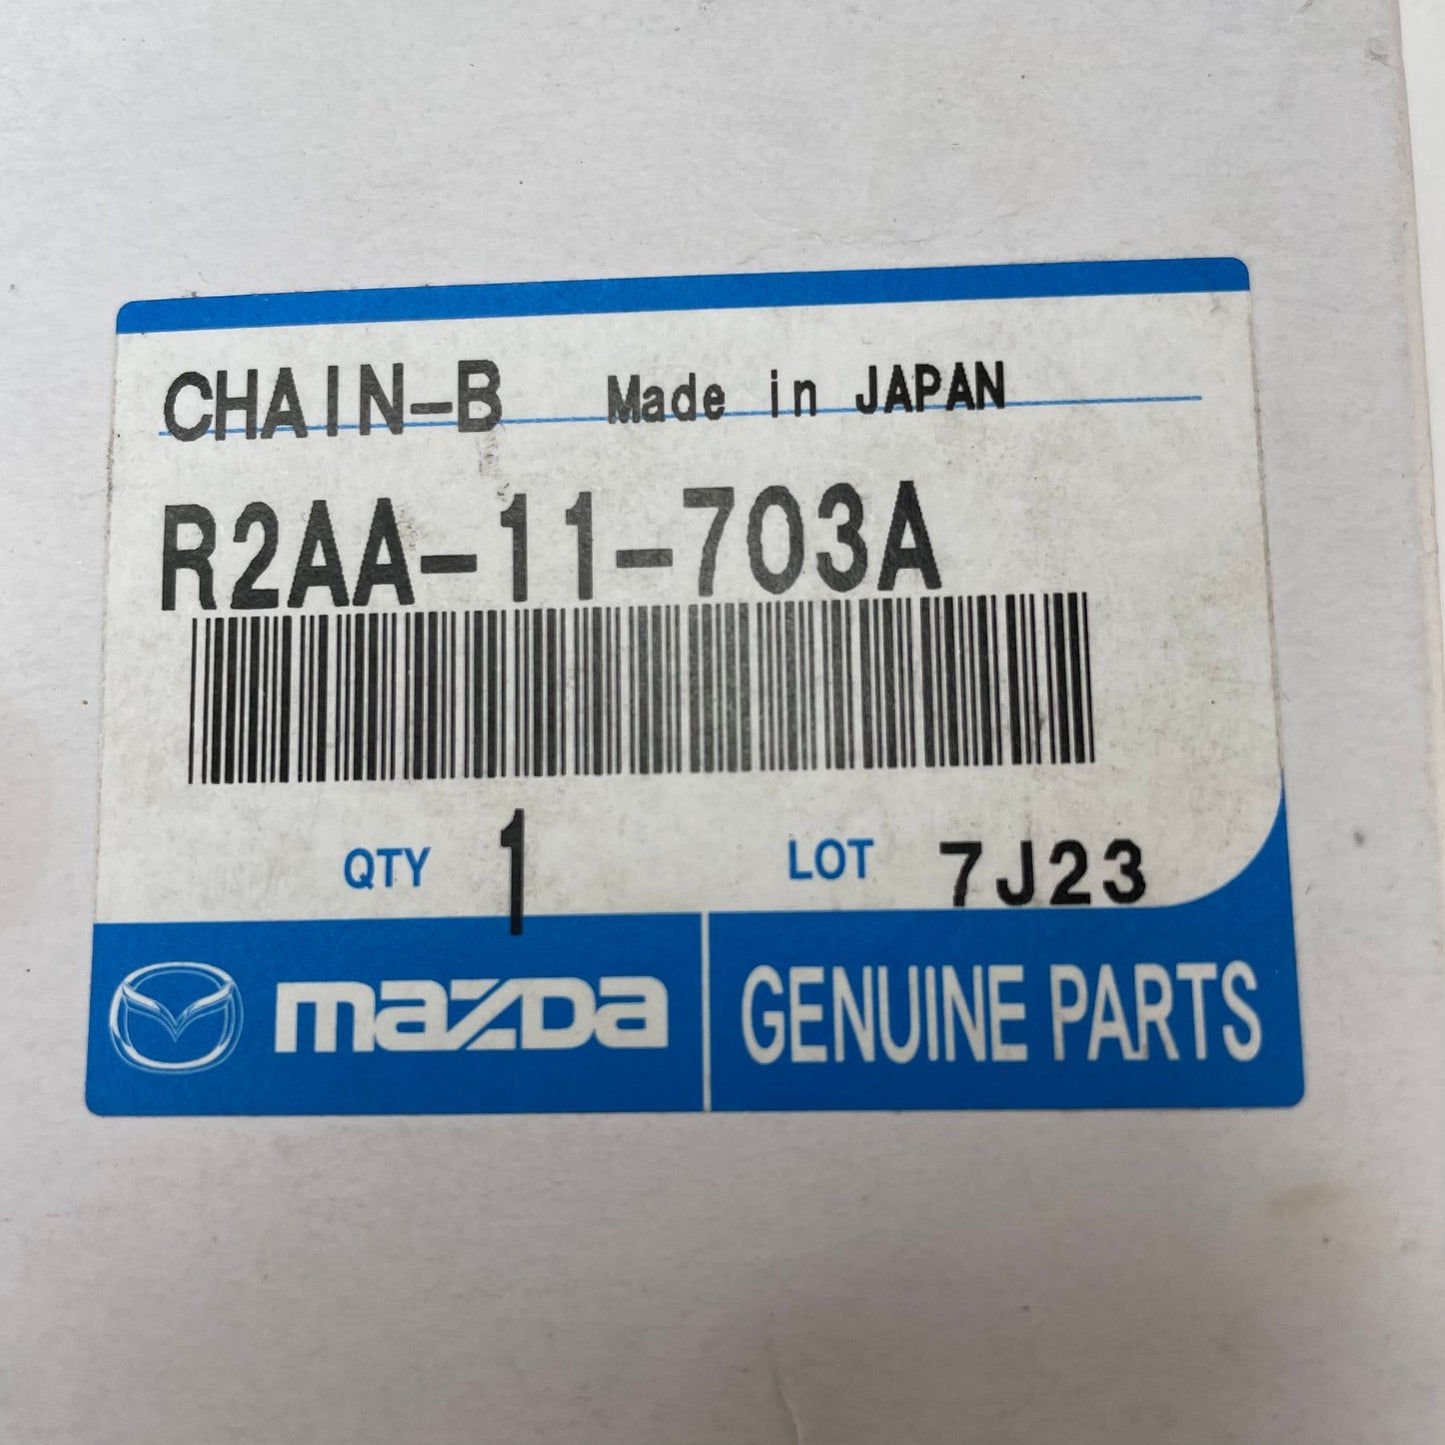 CHAIN-B Made in JAPAN
R2AA-11-703A
QTY 1 LOT 7J23
mazda GENUINE PARTS